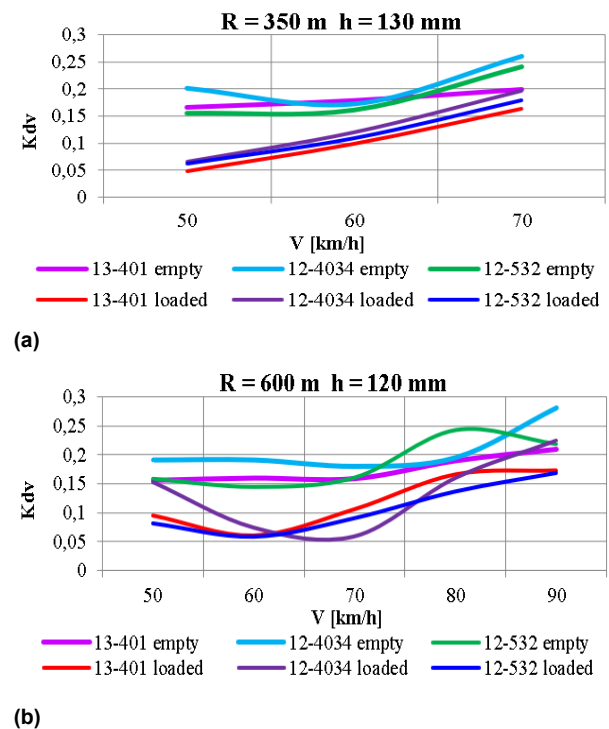 R = 350 m h = 130 mm
0,3
0,25
0,2
0,15
0,1
0,05
0
Kdv
50 60 70
V [km/h]
13-401 empty 12-4034 empty 12-532 empty
13-401 loaded 12-4034 loaded 12-532 loaded
(a)
R = 600 m h = 120 mm
0,3
0,25
0,2
0,15
0,1
0,05
0
Kdv
50 60 70 80 90
V [km/h]
13-401 empty 12-4034 empty 12-532 empty
13-401 loaded 12-4034 loaded 12-532 loaded
(b)